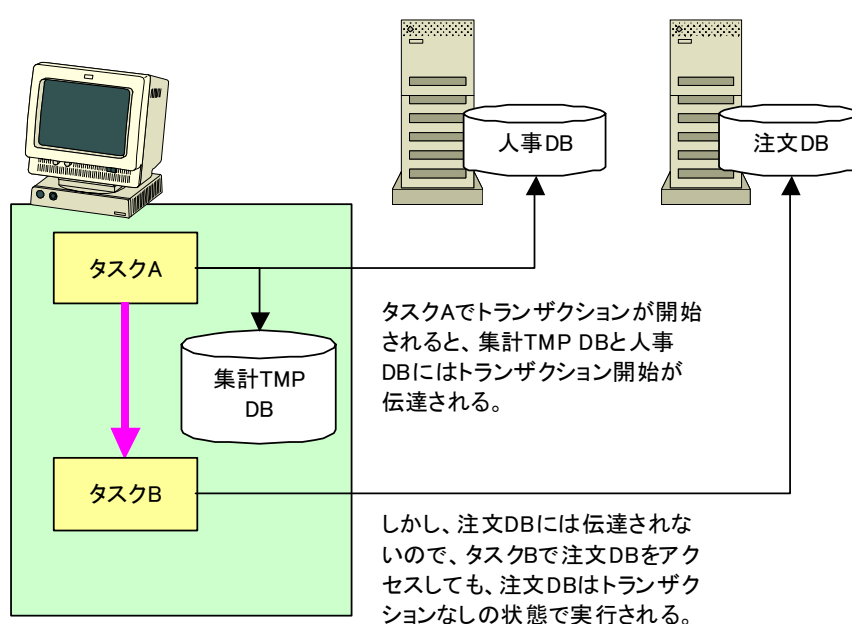 人事DB
注文DB
タスクA
タスクAでトランザクションが開始
されると、集計TMP DBと人事
DBにはトランザクション開始が
伝達される。
集計TMP
DB
タスクB
しかし、注文DBには伝達されな
いので、タスクBで注文DBをアク
セスしても、注文DBはトランザク
ションなしの状態で実行される。